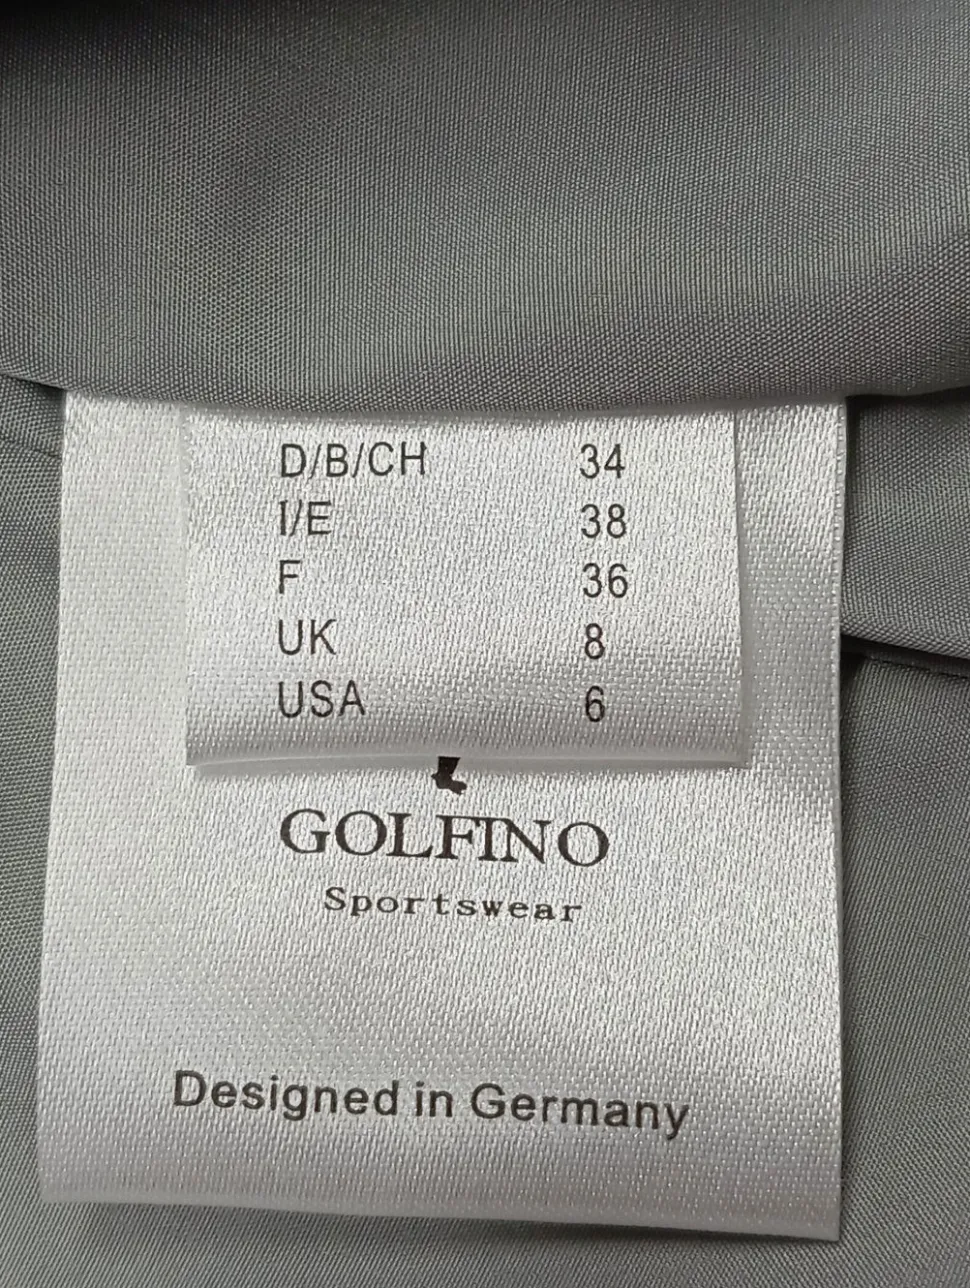 D/B/CH 34
I/E 38
F 36
UK 8
USA 6
GOLFINO
Sportswear
Designed in Germany